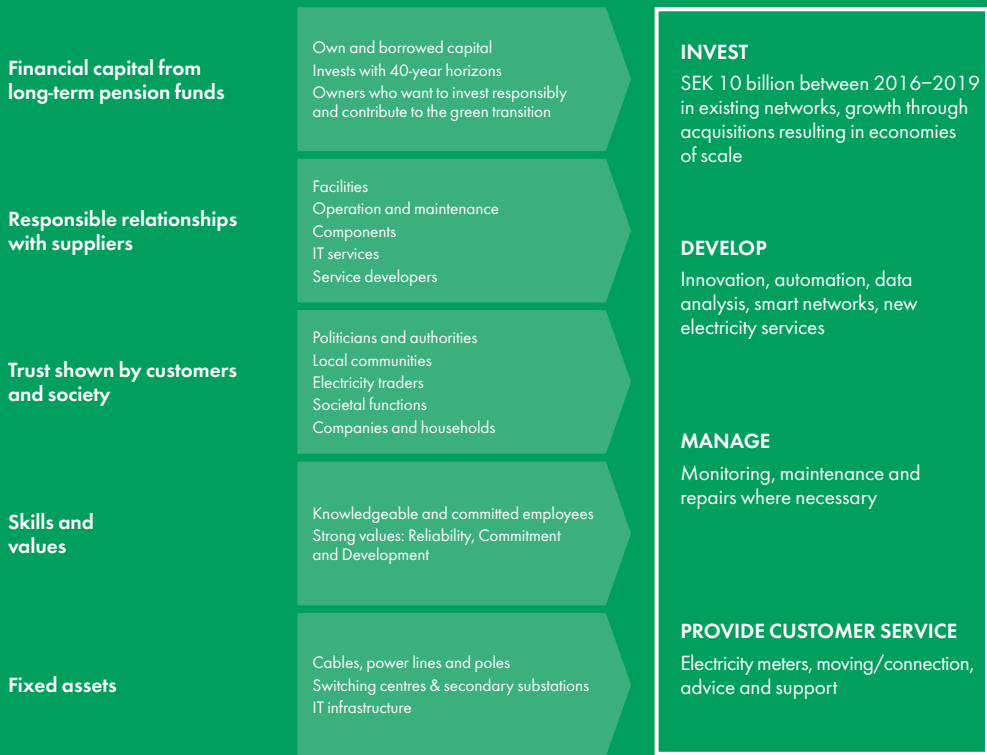 Financial capital from
long-term pension funds
Own and borrowed capital
Invests with 40-year horizons
Owners who want to invest responsibly
and contribute to the green transition
Responsible relationships
with suppliers
Facilities
Operation and maintenance
Components
IT services
Service developers
Trust shown by customers
and society
Politicians and authorities
Local communities
Electricity traders
Societal functions
Companies and households
Skills and
values
Knowledgeable and committed employees
Strong values: Reliability, Commitment
and Development
Fixed assets
Cables, power lines and poles
Switching centres & secondary substations
IT infrastructure
INVEST
SEK 10 billion between 2016–2019
in existing networks, growth through
acquisitions resulting in economies
of scale
DEVELOP
Innovation, automation, data
analysis, smart networks, new
electricity services
MANAGE
Monitoring, maintenance and
repairs where necessary
PROVIDE CUSTOMER SERVICE
Electricity meters, moving/connection,
advice and support